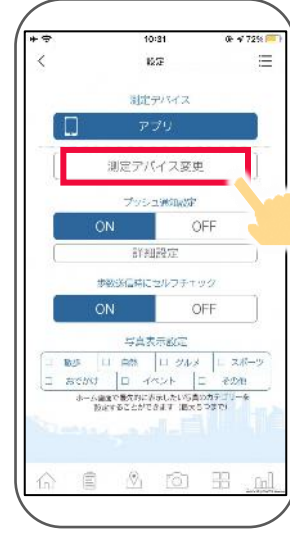 10:31
72%
設定
測定デバイス
アプリ
測定デバイス変更
プッシュ通知設定
ON OFF
詳細設定
歩数送信時にセルフチェック
ON OFF
写真表示設定
散歩 自然 グルメ スポーツ
おでかけ イベント その他
ホーム画面で優先的に表示したい写真のカテゴリーを
設定することができます（最大5つまで）